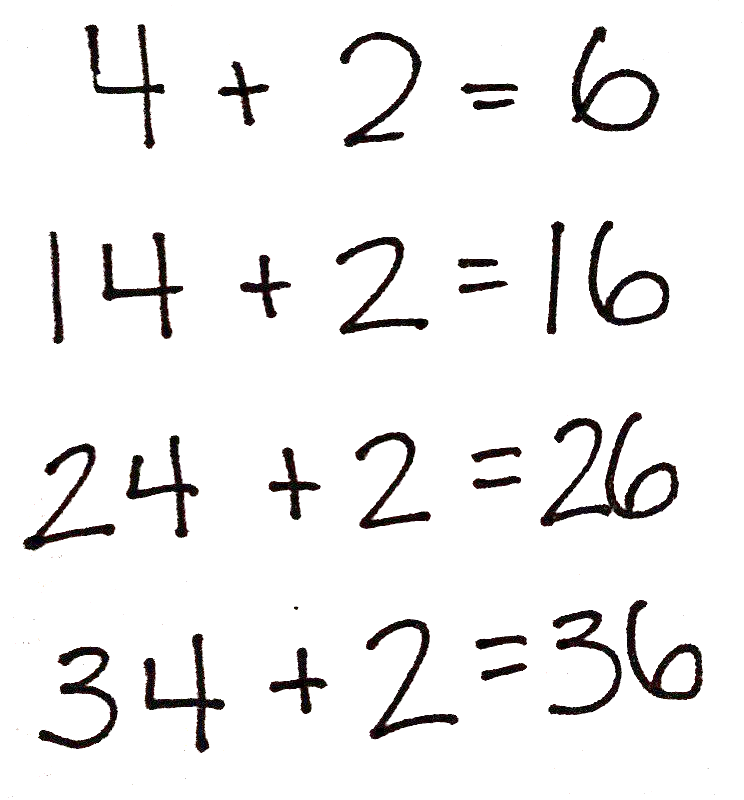 4 + 2 = 6
14 + 2 = 16
24 + 2 = 26
34 + 2 = 36